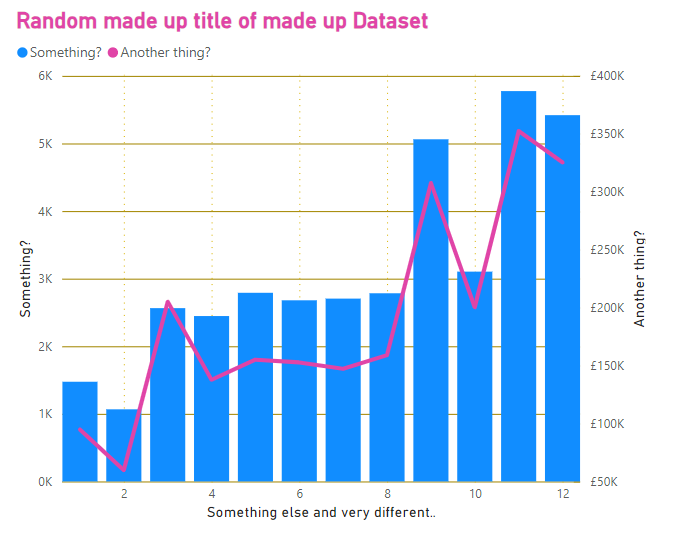 Random made up title of made up Dataset
Something? Another thing?
6K
5K
4K
3K
2K
1K
0K
Something?
£400K
£350K
£300K
£250K
£200K
£150K
£100K
£50K
Another thing?
2 4 6 8 10 12
Something else and very different..